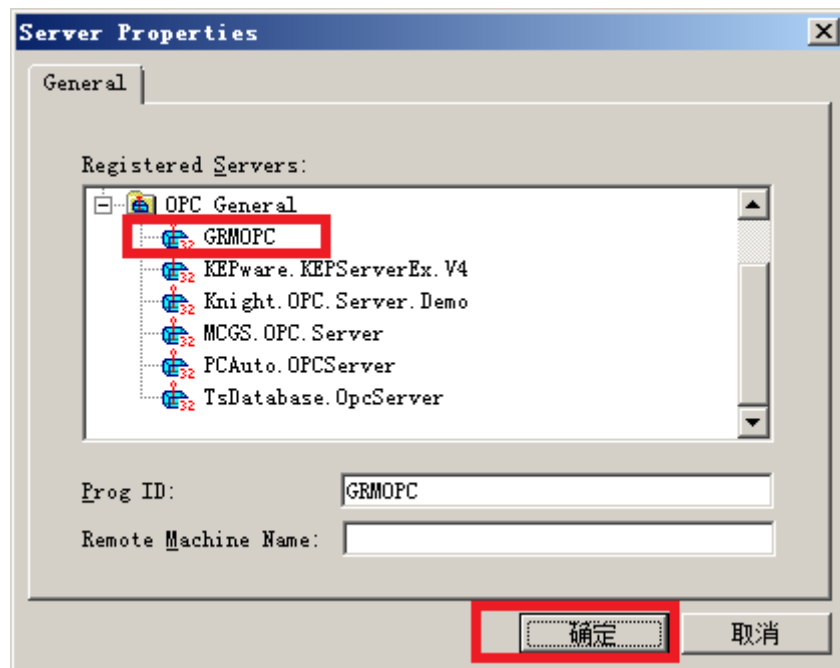 Server Properties
General
Registered Servers:
OPC General
GRMOPC
KEPware.KEPServerEx.V4
Knight.OPC.Server.Demo
MCGS.OPC.Server
PCAuto.OPCServer
TsDatabase.OpcServer
Prog ID: GRMOPC
Remote Machine Name:
确定 取消